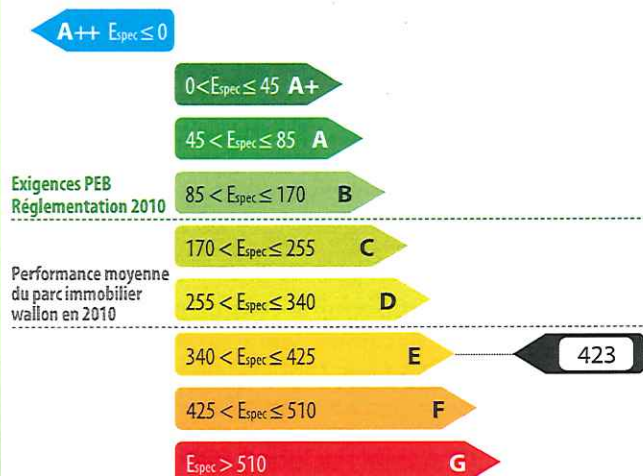 A++ Espec ≤ 0
0 < Espec ≤ 45 A+
45 < Espec ≤ 85 A
Exigences PEB
Réglementation 2010
85 < Espec ≤ 170 B
170 < Espec ≤ 255 C
Performance moyenne
du parc immobilier
wallon en 2010
255 < Espec ≤ 340 D
340 < Espec ≤ 425 E
423
425 < Espec ≤ 510 F
Espec > 510 G